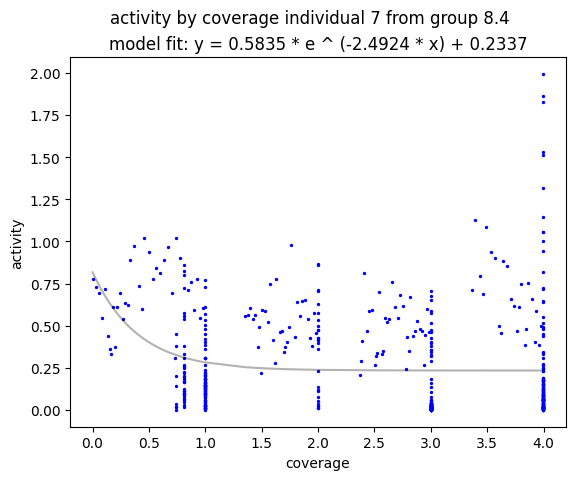 activity by coverage individual 7 from group 8.4
model fit: y = 0.5835 * e ^ (-2.4924 * x) + 0.2337
2.00
1.75
1.50
1.25
1.00
0.75
0.50
0.25
0.00
activity
0.0 0.5 1.0 1.5 2.0 2.5 3.0 3.5 4.0
coverage